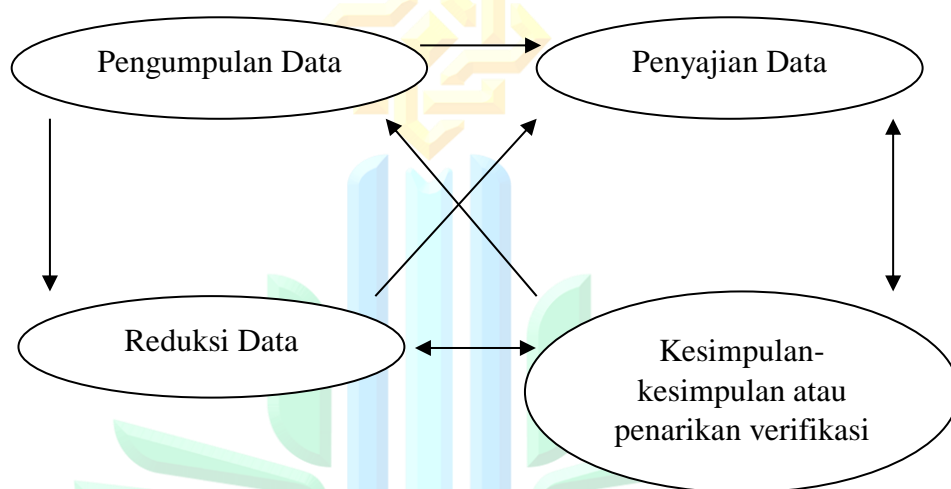 Pengumpulan Data
Penyajian Data
Reduksi Data
Kesimpulan-
kesimpulan atau
penarikan verifikasi